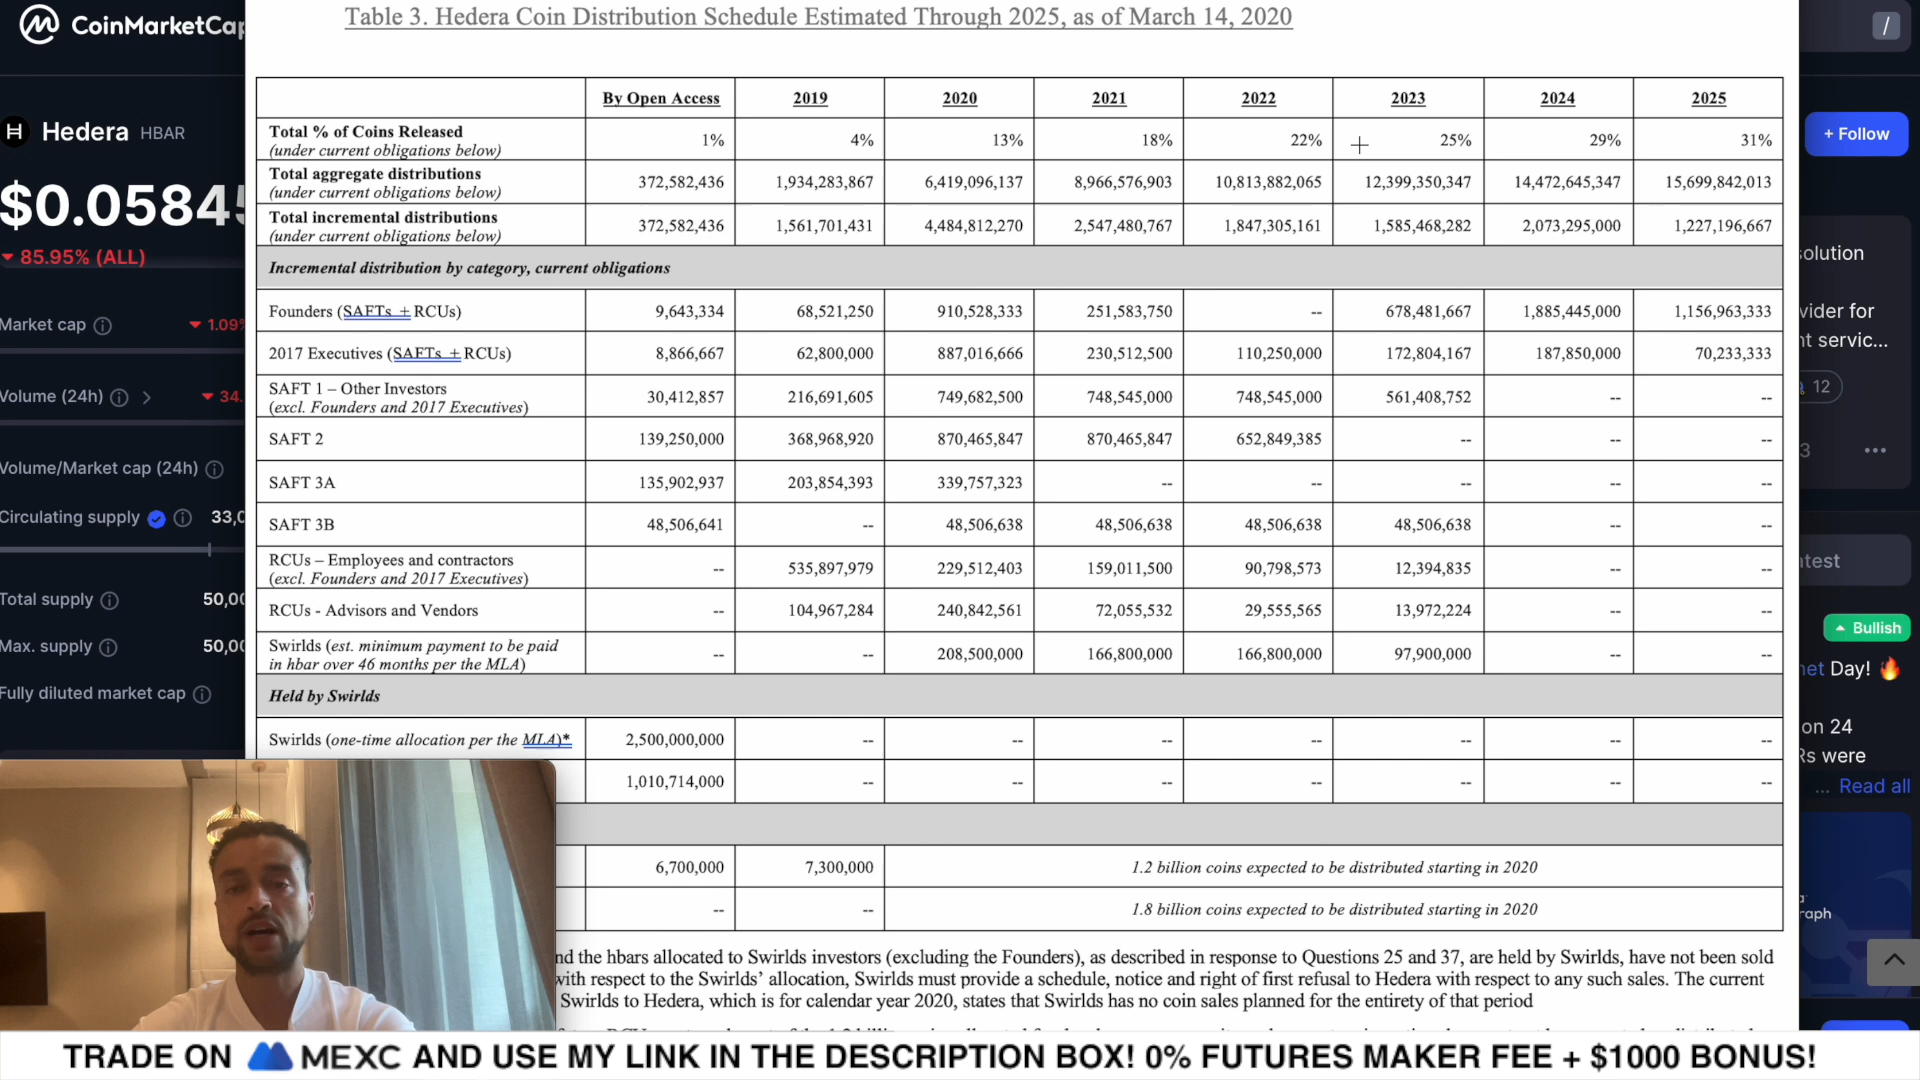 CoinMarketCap
/
Table 3. Hedera Coin Distribution Schedule Estimated Through 2025, as of March 14, 2020
Hedera HBAR
+ Follow
$0.05845
85.95% (ALL)
Market cap 1.09%
Volume (24h) 34.
Volume/Market cap (24h)
Circulating supply 33,0
Total supply 50,00
Max. supply 50,00
Fully diluted market cap
By Open Access 2019 2020 2021 2022 2023 2024 2025
Total % of Coins Released
(under current obligations below) 1% 4% 13% 18% 22% 25% 29% 31%
Total aggregate distributions
(under current obligations below) 372,582,436 1,934,283,867 6,419,096,137 8,966,576,903 10,813,882,065 12,399,350,347 14,472,645,347 15,699,842,013
Total incremental distributions
(under current obligations below) 372,582,436 1,561,701,431 4,484,812,270 2,547,480,767 1,847,305,161 1,585,468,282 2,073,295,000 1,227,196,667
Incremental distribution by category, current obligations
Founders (SAFTs + RCUs) 9,643,334 68,521,250 910,528,333 251,583,750 -- 678,481,667 1,885,445,000 1,156,963,333
2017 Executives (SAFTs + RCUs) 8,866,667 62,800,000 887,016,666 230,512,500 110,250,000 172,804,167 187,850,000 70,233,333
SAFT 1 – Other Investors
(excl. Founders and 2017 Executives) 30,412,857 216,691,605 749,682,500 748,545,000 748,545,000 561,408,752 -- --
SAFT 2 139,250,000 368,968,920 870,465,847 870,465,847 652,849,385 -- -- --
SAFT 3A 135,902,937 203,854,393 339,757,323 -- -- -- -- --
SAFT 3B 48,506,641 -- 48,506,638 48,506,638 48,506,638 48,506,638 -- --
RCUs – Employees and contractors
(excl. Founders and 2017 Executives) -- 535,897,979 229,512,403 159,011,500 90,798,573 12,394,835 -- --
RCUs - Advisors and Vendors -- 104,967,284 240,842,561 72,055,532 29,555,565 13,972,224 -- --
Swirlds (est. minimum payment to be paid
in hbar over 46 months per the MLA) -- -- 208,500,000 166,800,000 166,800,000 97,900,000 -- --
Held by Swirlds
Swirlds (one-time allocation per the MLA)* 2,500,000,000 -- -- -- -- -- -- --
1,010,714,000 -- -- -- -- -- -- --
6,700,000 7,300,000 1.2 billion coins expected to be distributed starting in 2020
-- -- 1.8 billion coins expected to be distributed starting in 2020
nd the hbars allocated to Swirlds investors (excluding the Founders), as described in response to Questions 25 and 37, are held by Swirlds, have not been sold
with respect to the Swirlds' allocation, Swirlds must provide a schedule, notice and right of first refusal to Hedera with respect to any such sales. The current
Swirlds to Hedera, which is for calendar year 2020, states that Swirlds has no coin sales planned for the entirety of that period
solution
vider for
nt servic...
12
3
atest
Bullish
net Day! 🔥
on 24
Rs were
... Read all
raph
TRADE ON MEXC AND USE MY LINK IN THE DESCRIPTION BOX! 0% FUTURES MAKER FEE + $1000 BONUS!